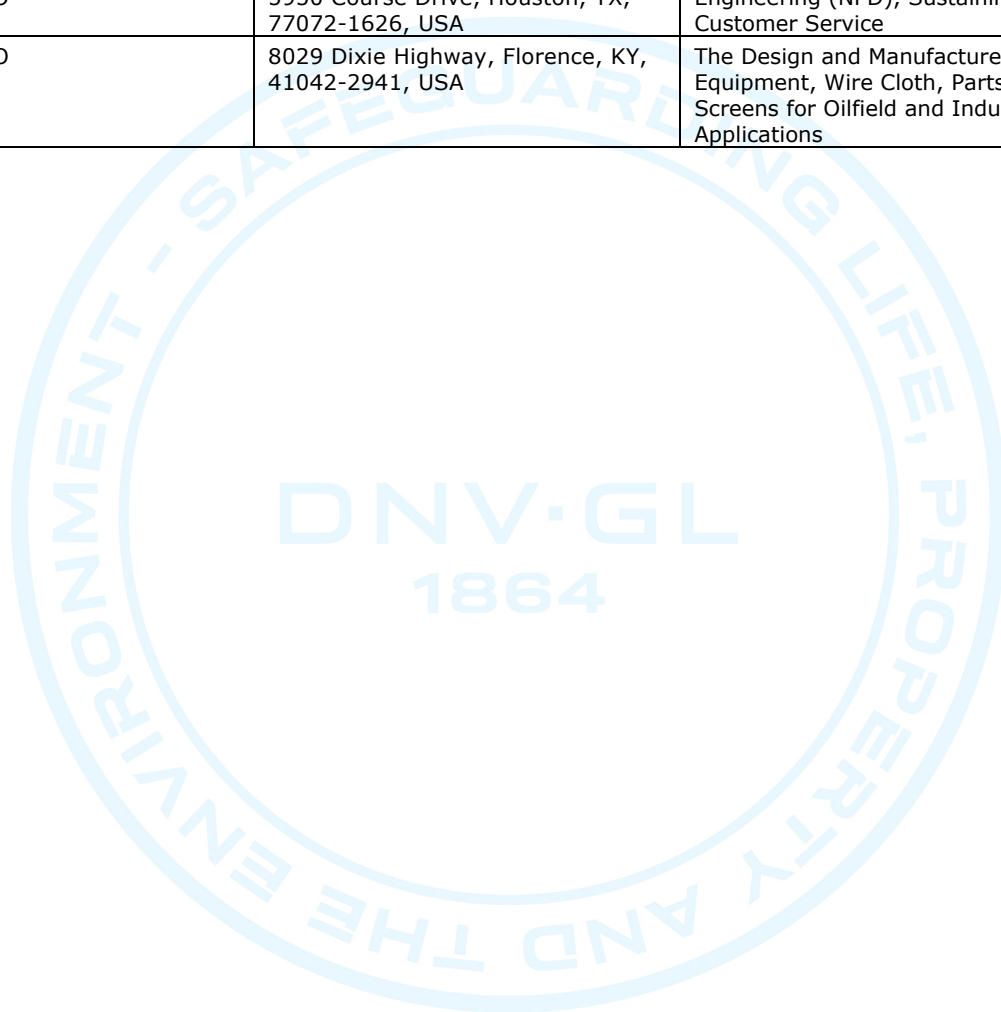 Course Drive, Houston, TX,
77072-1626, USA
Engineering (NPD),
Customer Service
O
8029 Dixie Highway, Florence, KY,
41042-2941, USA
The Design and Manufacture
Equipment, Wire Cloth, Parts
Screens for Oilfield and Indu
Applications
SAFEGUARDING LIFE, PROPERTY AND THE ENVIRONMENT -
DNV·GL
1864